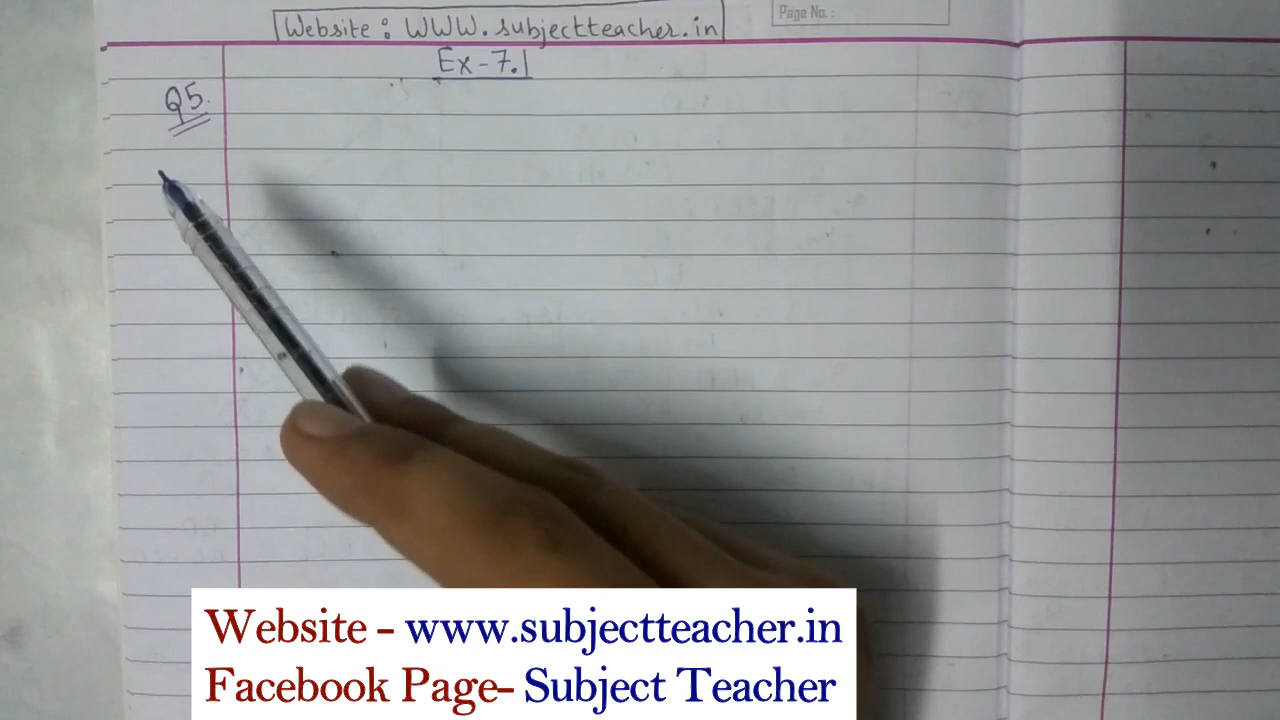 Website : WWW.subjectteacher.in
Page No. :
Ex-7.1
Q5.
Website - www.subjectteacher.in
Facebook Page- Subject Teacher